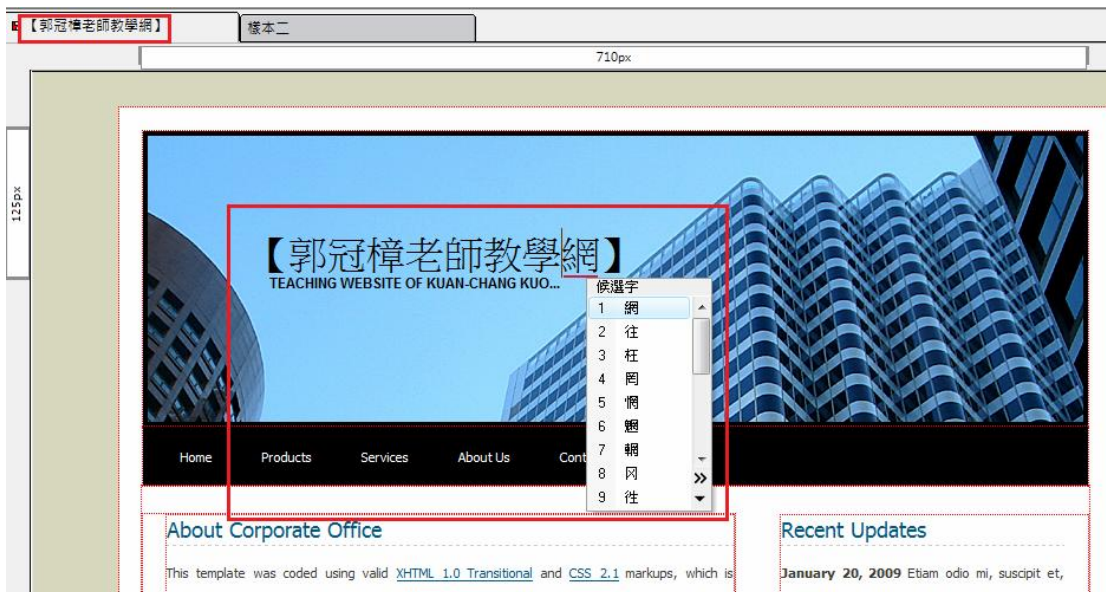 【郭冠樟老師教學網】
樣本二
710px
125px
【郭冠樟老師教學網】
TEACHING WEBSITE OF KUAN-CHANG KUO...
候選字
1 網
2 往
3 枉
4 罔
5 惘
6 魍
7 輞
8 冈
9 徃
Home Products Services About Us Cont
About Corporate Office
This template was coded using valid XHTML 1.0 Transitional and CSS 2.1 markups, which is
Recent Updates
January 20, 2009 Etiam odio mi, suscipit et,